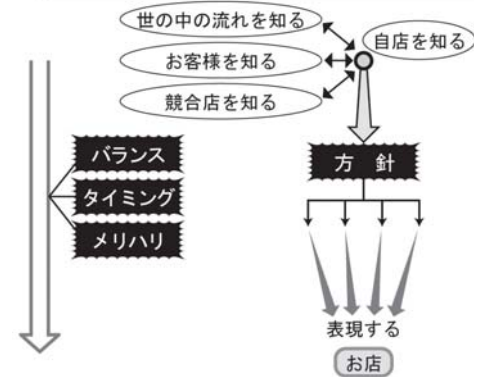 世の中の流れを知る
自店を知る
お客様を知る
競合店を知る
バランス
タイミング
メリハリ
方 針
表現する
お店